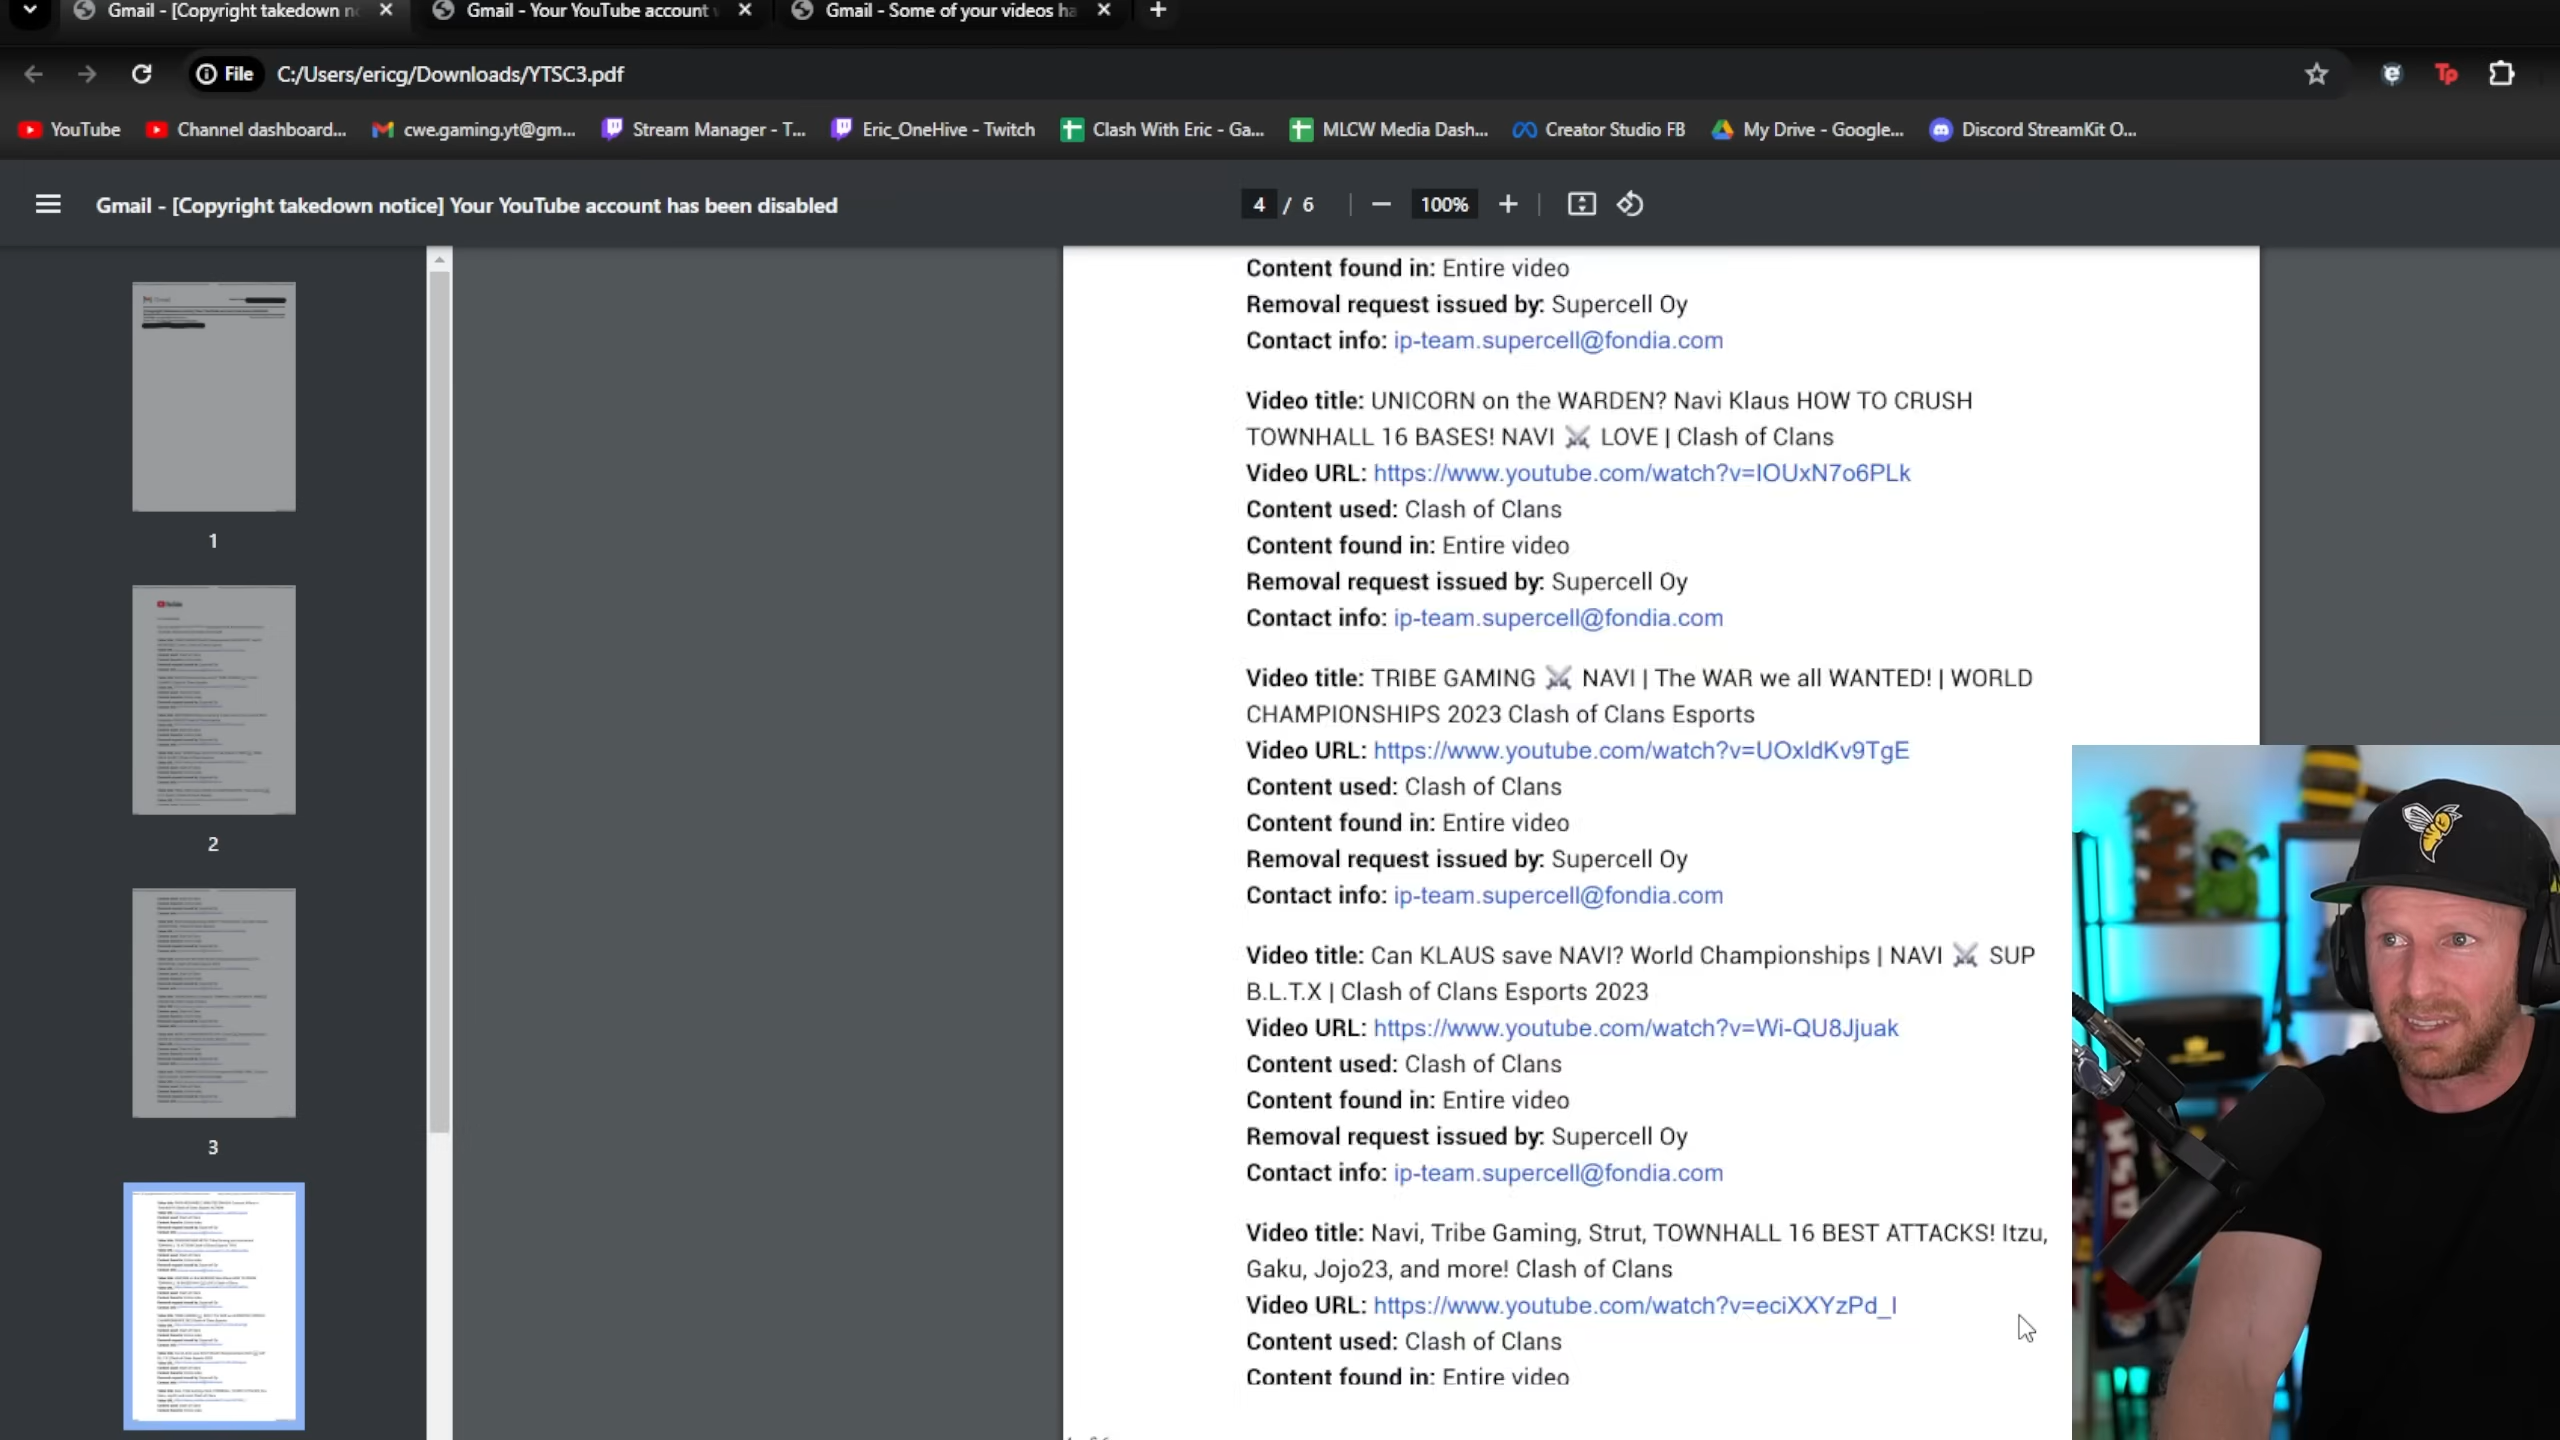 Gmail - [Copyright takedown no
Gmail - Your YouTube account
Gmail - Some of your videos ha
File
C:/Users/ericg/Downloads/YTSC3.pdf
YouTube
Channel dashboard...
cwe.gaming.yt@gm...
Stream Manager - T...
Eric_OneHive - Twitch
Clash With Eric - Ga...
MLCW Media Dash...
Creator Studio FB
My Drive - Google...
Discord StreamKit O...
Gmail - [Copyright takedown notice] Your YouTube account has been disabled
4 / 6
100%
1
2
3
Content found in: Entire video
Removal request issued by: Supercell Oy
Contact info: ip-team.supercell@fondia.com
Video title: UNICORN on the WARDEN? Navi Klaus HOW TO CRUSH
TOWNHALL 16 BASES! NAVI ⚔ LOVE | Clash of Clans
Video URL: https://www.youtube.com/watch?v=IOUxN7o6PLk
Content used: Clash of Clans
Content found in: Entire video
Removal request issued by: Supercell Oy
Contact info: ip-team.supercell@fondia.com
Video title: TRIBE GAMING ⚔ NAVI | The WAR we all WANTED! | WORLD
CHAMPIONSHIPS 2023 Clash of Clans Esports
Video URL: https://www.youtube.com/watch?v=UOxldKv9TgE
Content used: Clash of Clans
Content found in: Entire video
Removal request issued by: Supercell Oy
Contact info: ip-team.supercell@fondia.com
Video title: Can KLAUS save NAVI? World Championships | NAVI ⚔ SUP
B.L.T.X | Clash of Clans Esports 2023
Video URL: https://www.youtube.com/watch?v=Wi-QU8Jjuak
Content used: Clash of Clans
Content found in: Entire video
Removal request issued by: Supercell Oy
Contact info: ip-team.supercell@fondia.com
Video title: Navi, Tribe Gaming, Strut, TOWNHALL 16 BEST ATTACKS! Itzu,
Gaku, Jojo23, and more! Clash of Clans
Video URL: https://www.youtube.com/watch?v=eciXXYzPd_I
Content used: Clash of Clans
Content found in: Entire video